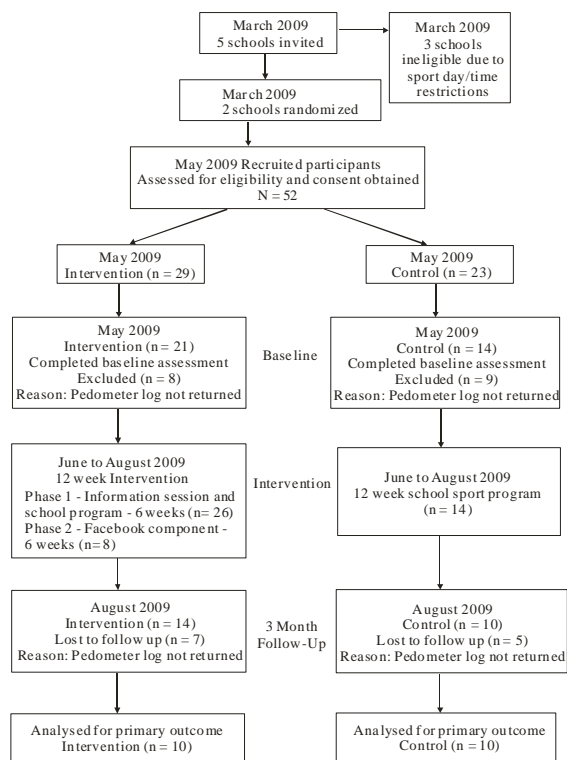 March 2009
5 schools invited
March 2009
3 schools
ineligible due to
sport day/time
restrictions
March 2009
2 schools randomized
May 2009 Recruited participants
Assessed for eligibility and consent obtained
N = 52
May 2009
Intervention (n = 29)
May 2009
Control (n = 23)
May 2009
Intervention (n = 21)
Completed baseline assessment
Excluded (n = 8)
Reason: Pedometer log not returned
Baseline
May 2009
Control (n = 14)
Completed baseline assessment
Excluded (n = 9)
Reason: Pedometer log not returned
June to August 2009
12 week Intervention
Phase 1 - Information session and
school program - 6 weeks (n= 26)
Phase 2 - Facebook component -
6 weeks (n=8)
Intervention
June to August 2009
12 week school sport program
(n = 14)
August 2009
Intervention (n = 14)
Lost to follow up (n = 7)
Reason: Pedometer log not returned
3 Month
Follow-Up
August 2009
Control (n = 10)
Lost to follow up (n = 5)
Reason: Pedometer log not returned
Analysed for primary outcome
Intervention (n = 10)
Analysed for primary outcome
Control (n = 10)